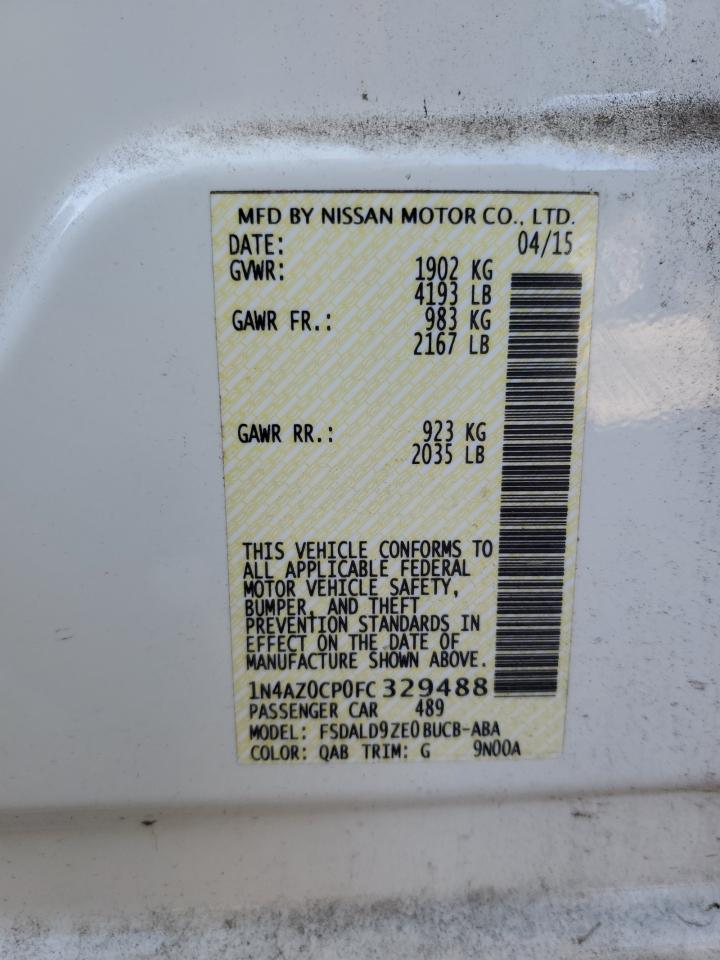 MFD BY NISSAN MOTOR CO., LTD.
DATE: 04/15
GVWR: 1902 KG
4193 LB
GAWR FR.: 983 KG
2167 LB
GAWR RR.: 923 KG
2035 LB
THIS VEHICLE CONFORMS TO
ALL APPLICABLE FEDERAL
MOTOR VEHICLE SAFETY,
BUMPER, AND THEFT
PREVENTION STANDARDS IN
EFFECT ON THE DATE OF
MANUFACTURE SHOWN ABOVE.
1N4AZ0CP0FC329488
PASSENGER CAR 489
MODEL: FSDALD9ZE0BUCB-ABA
COLOR: QAB TRIM: G 9N00A